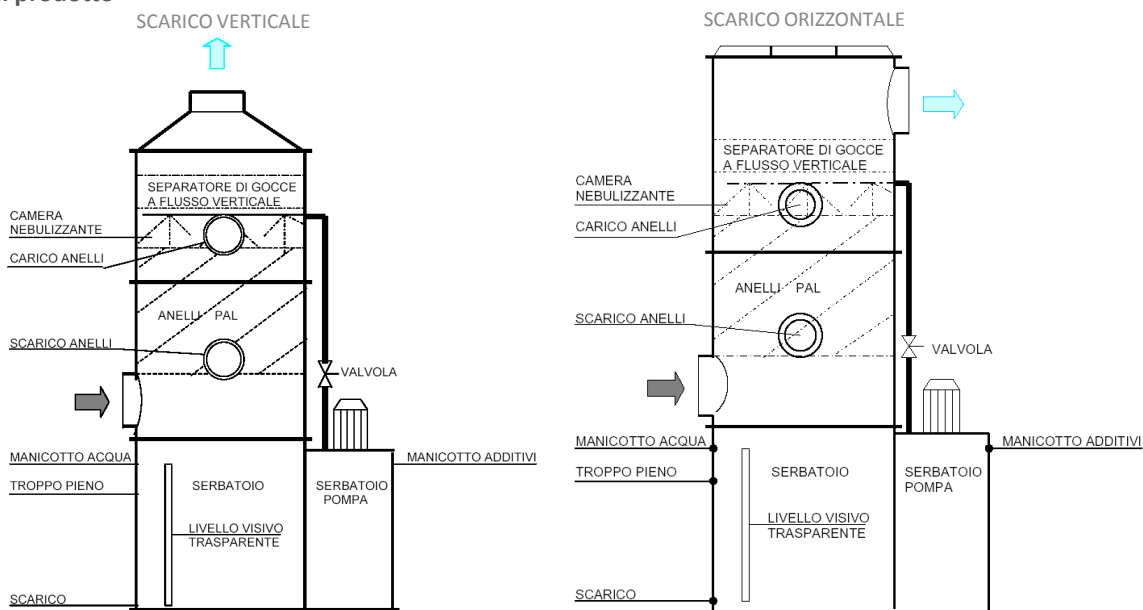 prodotto
SCARICO VERTICALE
SEPARATORE DI GOCCE
A FLUSSO VERTICALE
CAMERA
NEBULIZZANTE
CARICO ANELLI
ANELLI PAL
SCARICO ANELLI
VALVOLA
MANICOTTO ACQUA
MANICOTTO ADDITIVI
TROPPO PIENO
SERBATOIO
SERBATOIO
POMPA
LIVELLO VISIVO
TRASPARENTE
SCARICO
SCARICO ORIZZONTALE
SEPARATORE DI GOCCE
A FLUSSO VERTICALE
CAMERA
NEBULIZZANTE
CARICO ANELLI
ANELLI PAL
SCARICO ANELLI
VALVOLA
MANICOTTO ACQUA
MANICOTTO ADDITIVI
TROPPO PIENO
SERBATOIO
SERBATOIO
POMPA
LIVELLO VISIVO
TRASPARENTE
SCARICO